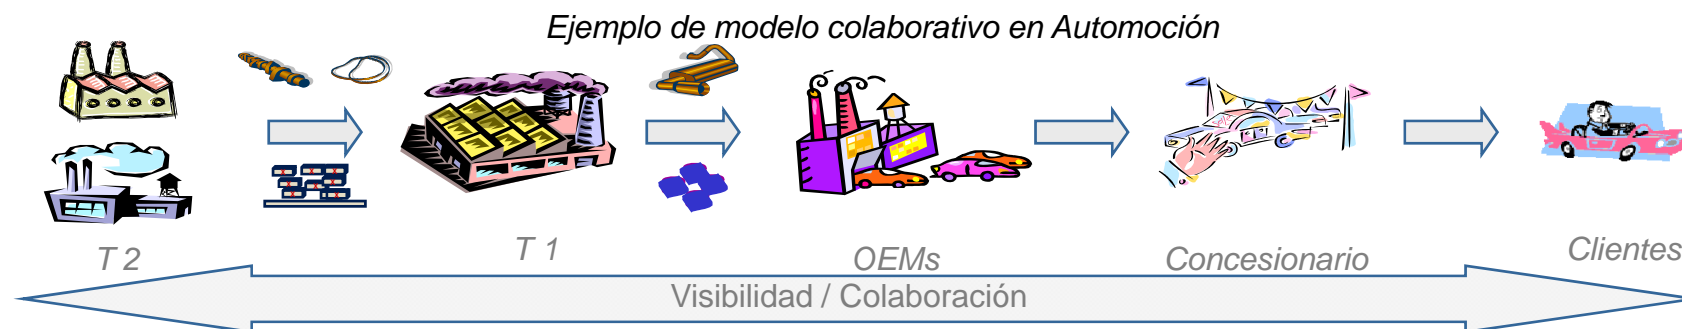 Ejemplo de modelo colaborativo en Automoción
T 2
T 1
OEMs
Concesionario
Clientes
Visibilidad / Colaboración